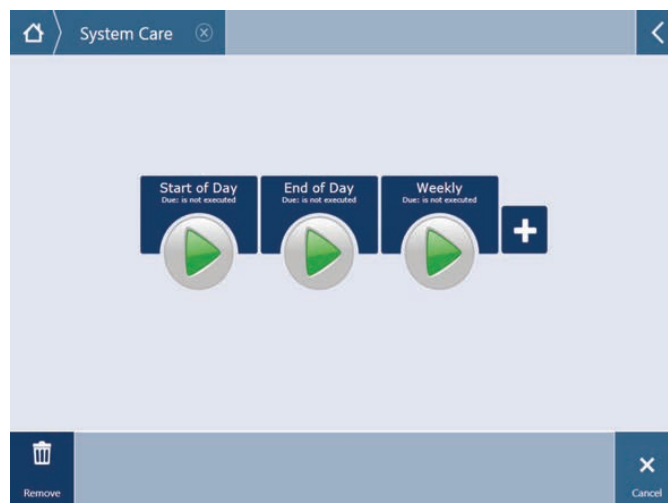 System Care
Start of Day
Due: is not executed
End of Day
Due: is not executed
Weekly
Due: is not executed
Remove
Cancel